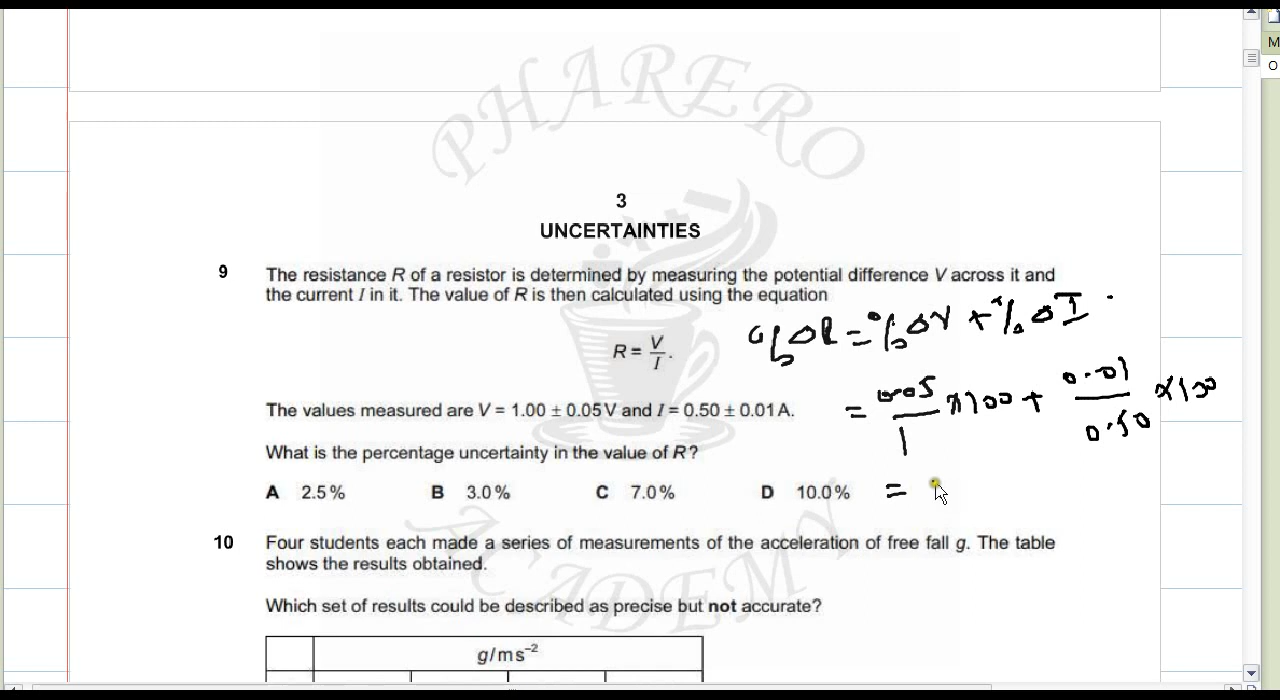 PHARERO
3
UNCERTAINTIES
9 The resistance R of a resistor is determined by measuring the potential difference V across it and
the current I in it. The value of R is then calculated using the equation
R = V/I.
%ΔR = %ΔV + %ΔI
The values measured are V = 1.00 ± 0.05 V and I = 0.50 ± 0.01 A.
= 0.05/1 × 100 + 0.01/0.50 × 100
What is the percentage uncertainty in the value of R?
A 2.5 % B 3.0 % C 7.0 % D 10.0 %
=
10 Four students each made a series of measurements of the acceleration of free fall g. The table
shows the results obtained.
ACADEMY
Which set of results could be described as precise but not accurate?
g/ms⁻²
M
O